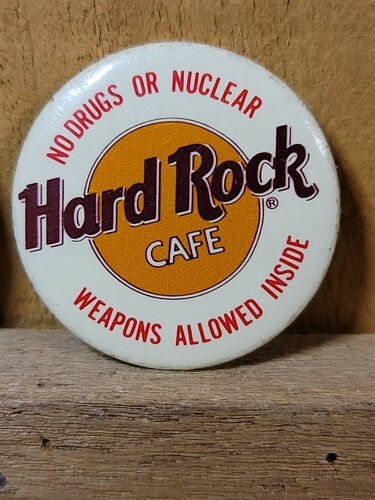 NO DRUGS OR NUCLEAR
Hard Rock
®
CAFE
WEAPONS ALLOWED INSIDE